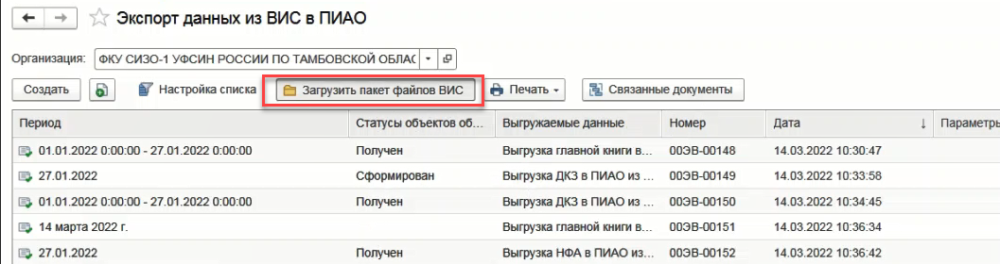 Экспорт данных из ВИС в ПИАО
Организация: ФКУ СИЗО-1 УФСИН РОССИИ ПО ТАМБОВСКОЙ ОБЛАС
Создать Настройка списка Загрузить пакет файлов ВИС Печать Связанные документы
Период Статусы объектов об... Выгружаемые данные Номер Дата ↓ Параметры
01.01.2022 0:00:00 - 27.01.2022 0:00:00 Получен Выгрузка главной книги в... 00ЭВ-00148 14.03.2022 10:30:47
27.01.2022 Сформирован Выгрузка ДКЗ в ПИАО из ... 00ЭВ-00149 14.03.2022 10:33:58
01.01.2022 0:00:00 - 27.01.2022 0:00:00 Получен Выгрузка ДКЗ в ПИАО из ... 00ЭВ-00150 14.03.2022 10:34:45
14 марта 2022 г. Выгрузка главной книги в... 00ЭВ-00151 14.03.2022 10:36:34
27.01.2022 Получен Выгрузка НФА в ПИАО из ... 00ЭВ-00152 14.03.2022 10:36:42